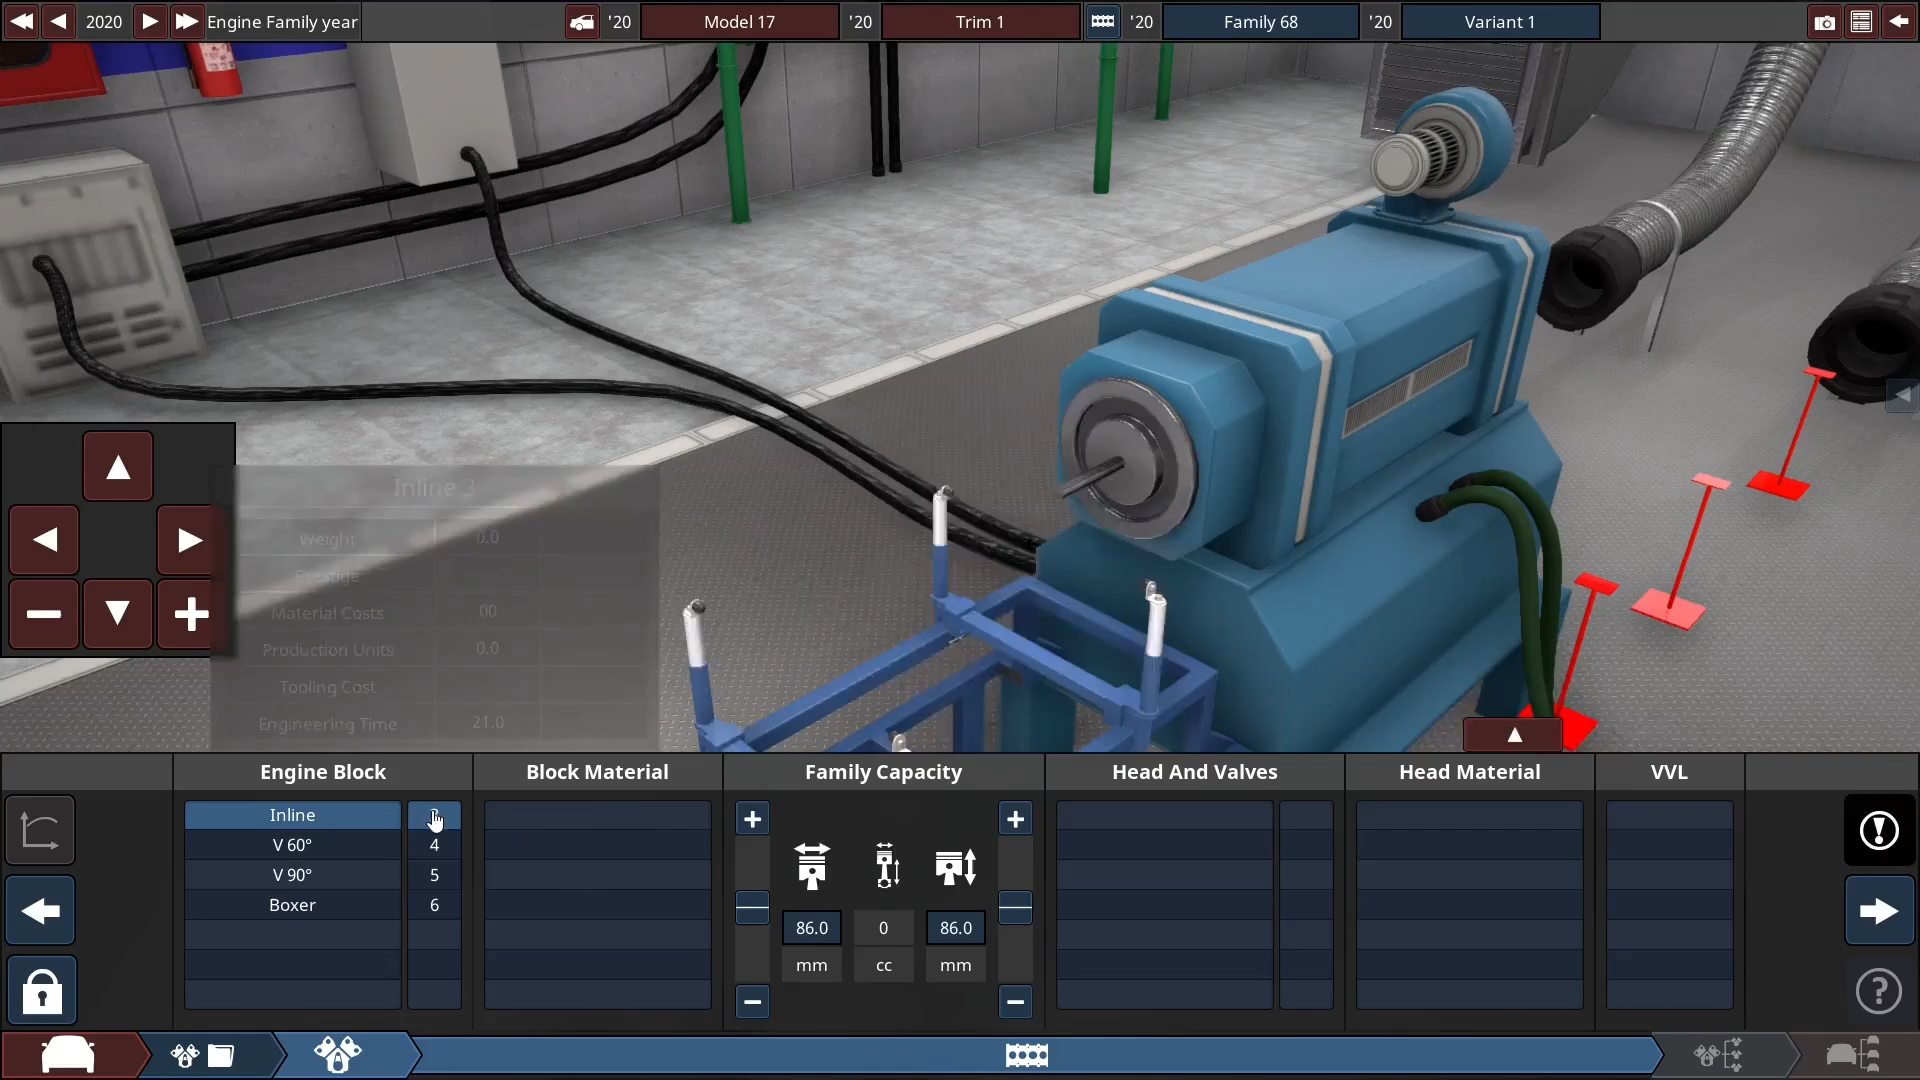 2020 Engine Family year '20 Model 17 '20 Trim 1 '20 Family 68 '20 Variant 1
Inline 3
Weight 0.0
Prestige
Material Costs 00
Production Units 0.0
Tooling Cost
Engineering Time 21.0
Engine Block Block Material Family Capacity Head And Valves Head Material VVL
Inline
V 60° 4
V 90° 5
Boxer 6
86.0 0 86.0
mm cc mm